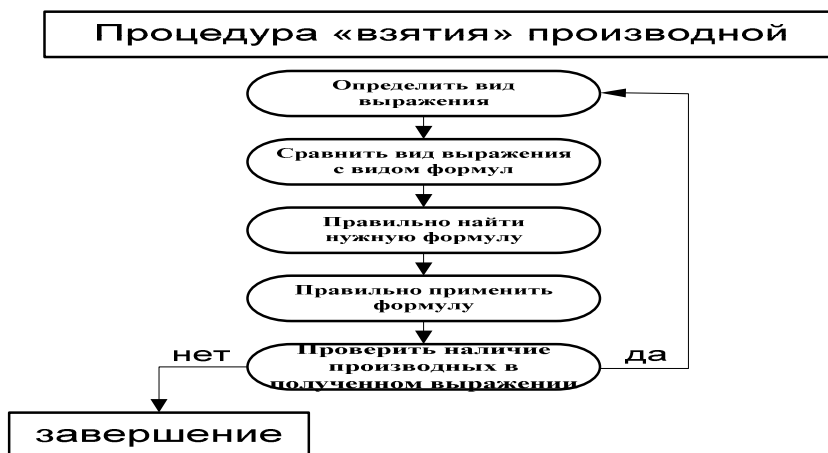 Процедура «взятия» производной
Определить вид
выражения
Сравнить вид выражения
с видом формул
Правильно найти
нужную формулу
Правильно применить
формулу
Проверить наличие
производных в
полученном выражении
нет
да
завершение